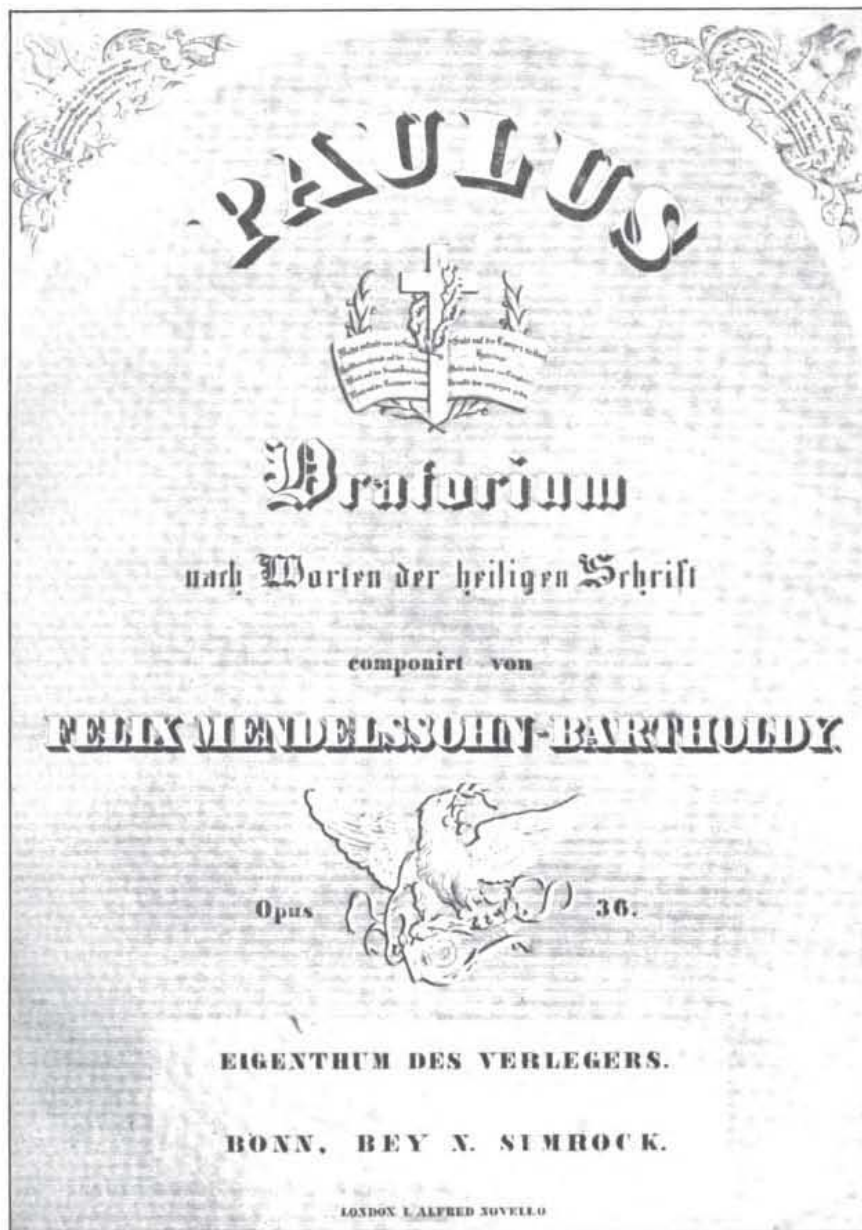 PAULUS
Oratorium
nach Worten der heiligen Schrift
componirt von
FELIX MENDELSSOHN-BARTHOLDY.
Opus 36.
EIGENTHUM DES VERLEGERS.
BONN, BEY N. SIMROCK.
LONDON J. ALFRED NOVELLO